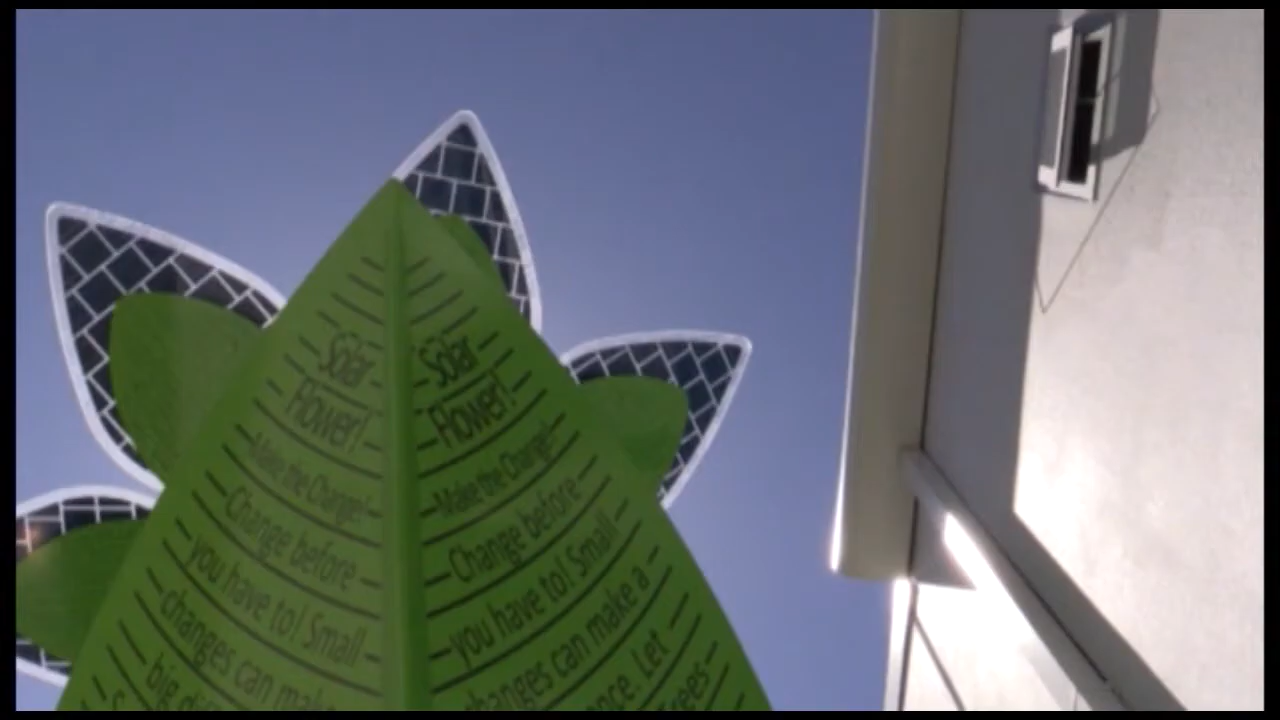 Solar
Flower!
Make the Change!
Change before
you have to! Small
changes can make
big
Solar
Flower!
Make the Change!
Change before
you have to! Small
changes can make a
Let